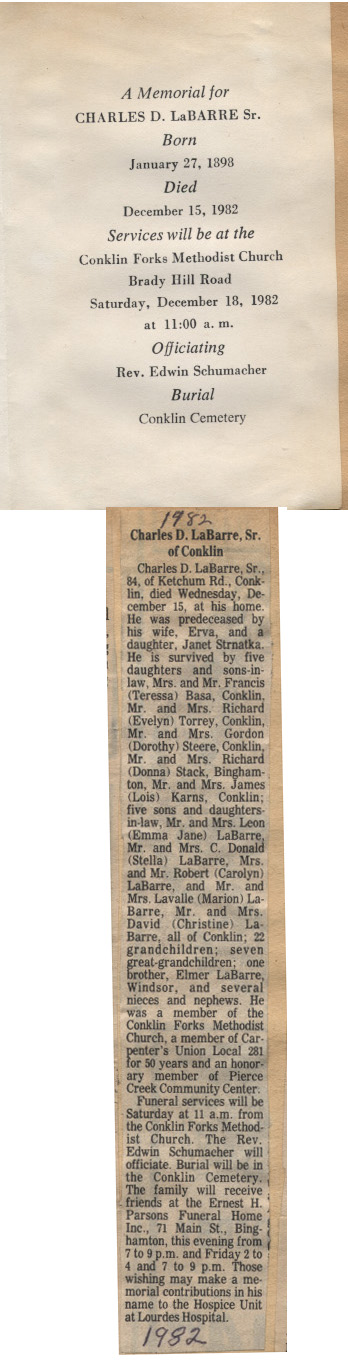 A Memorial for
CHARLES D. LaBARRE Sr.
Born
January 27, 1898
Died
December 15, 1982
Services will be at the
Conklin Forks Methodist Church
Brady Hill Road
Saturday, December 18, 1982
at 11:00 a. m.
Officiating
Rev. Edwin Schumacher
Burial
Conklin Cemetery
1982
Charles D. LaBarre, Sr.
of Conklin
Charles D. LaBarre, Sr.,
84, of Ketchum Rd., Conk-
lin, died Wednesday, De-
cember 15, at his home.
He was predeceased by
his wife, Erva, and a
daughter, Janet Strnatka.
He is survived by five
daughters and sons-in-
law, Mrs. and Mr. Francis
(Teressa) Basa, Conklin,
Mr. and Mrs. Richard
(Evelyn) Torrey, Conklin,
Mr. and Mrs. Gordon
(Dorothy) Steere, Conklin,
Mr. and Mrs. Richard
(Donna) Stack, Bingham-
ton, Mr. and Mrs. James
(Lois) Karns, Conklin;
five sons and daughters-
in-law, Mr. and Mrs. Leon
(Emma Jane) LaBarre,
Mr. and Mrs. C. Donald
(Stella) LaBarre, Mrs.
and Mr. Robert (Carolyn)
LaBarre, and Mr. and
Mrs. Lavalle (Marion) La-
Barre, Mr. and Mrs.
David (Christine) La-
Barre, all of Conklin; 22
grandchildren; seven
great-grandchildren; one
brother, Elmer LaBarre,
Windsor, and several
nieces and nephews. He
was a member of the
Conklin Forks Methodist
Church, a member of Car-
penter's Union Local 281
for 50 years and an honor-
ary member of Pierce
Creek Community Center.
Funeral services will be
Saturday at 11 a.m. from
the Conklin Forks Method-
ist Church. The Rev.
Edwin Schumacher will
officiate. Burial will be in
the Conklin Cemetery.
The family will receive
friends at the Ernest H.
Parsons Funeral Home
Inc., 71 Main St., Bing-
hamton, this evening from
7 to 9 p.m. and Friday 2 to
4 and 7 to 9 p.m. Those
wishing may make a me-
morial contributions in his
name to the Hospice Unit
at Lourdes Hospital.
1982